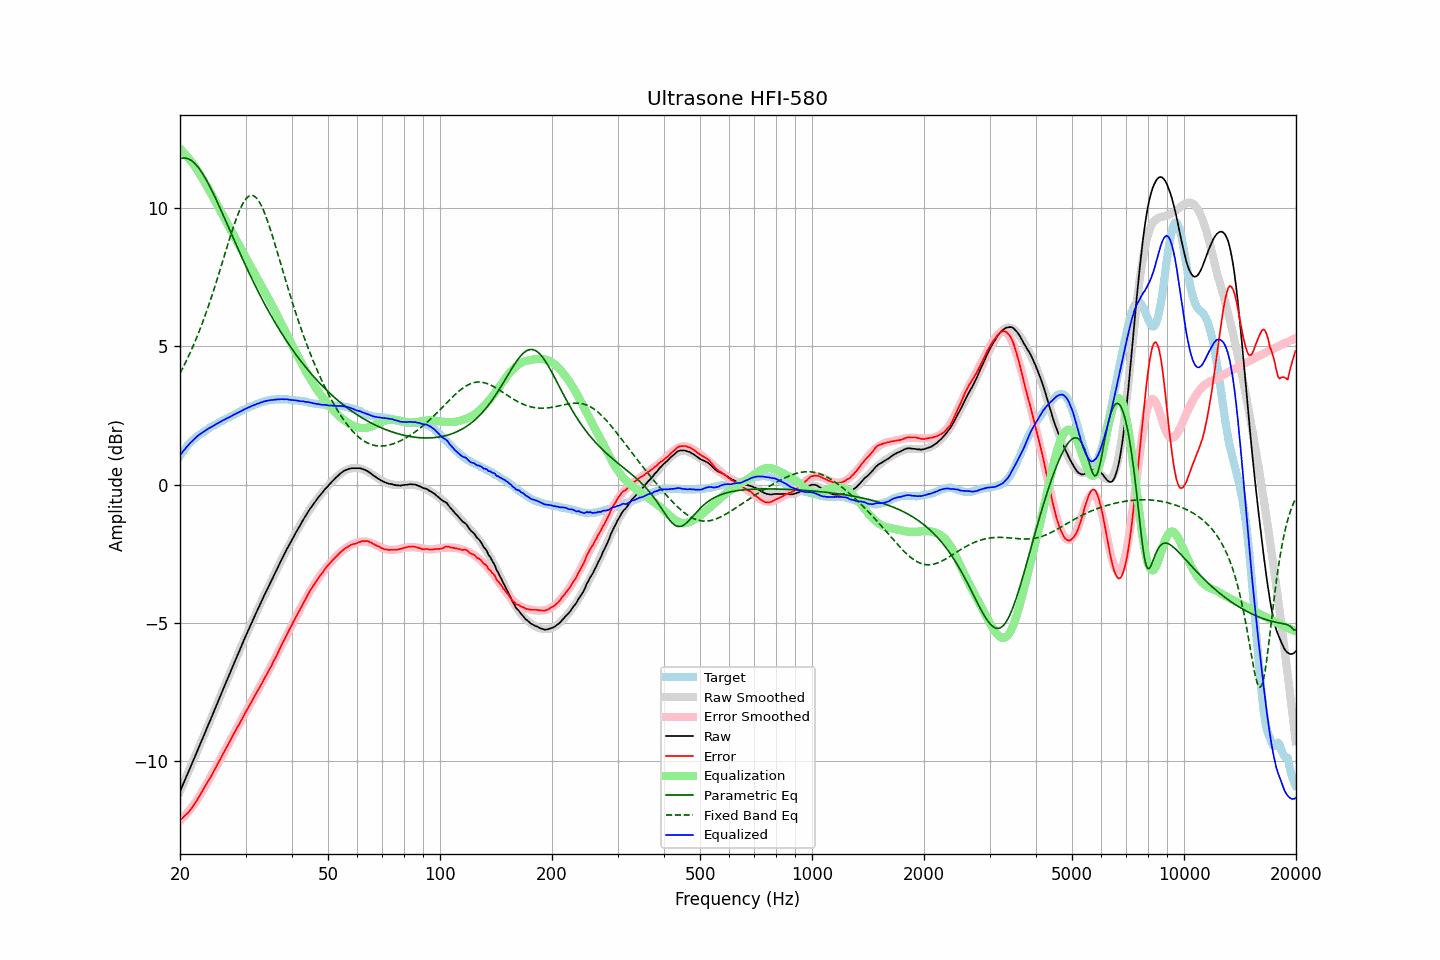 Ultrasone HFI-580
Amplitude (dBr)
10
5
0
−5
−10
Target
Raw Smoothed
Error Smoothed
Raw
Error
Equalization
Parametric Eq
Fixed Band Eq
Equalized
20 50 100 200 500 1000 2000 5000 10000 20000
Frequency (Hz)